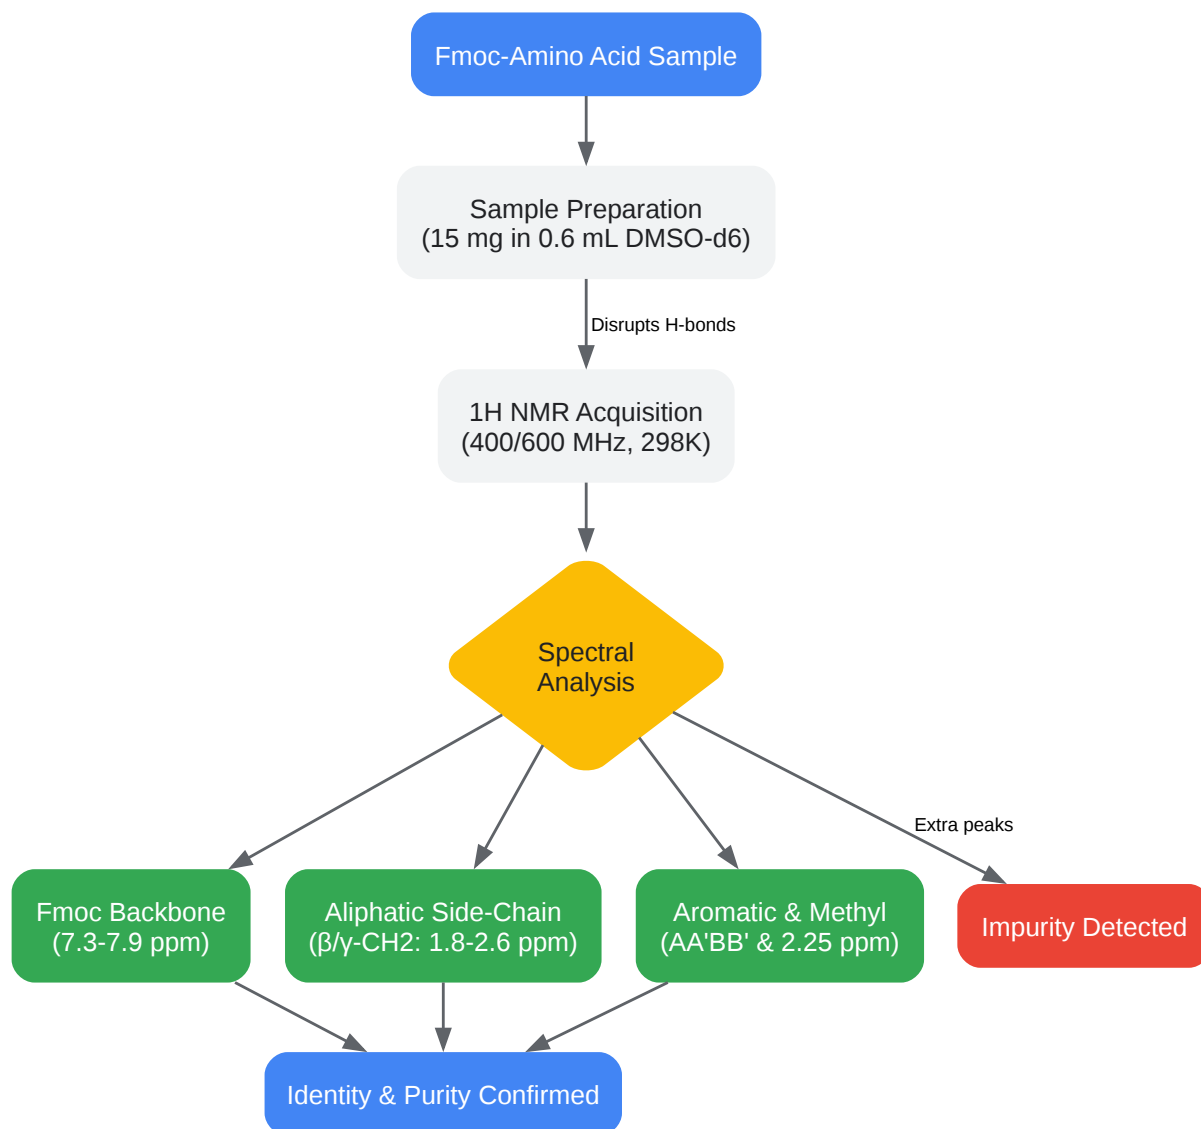 Fmoc-Amino Acid Sample
Sample Preparation
(15 mg in 0.6 mL DMSO-d6)
Disrupts H-bonds
1H NMR Acquisition
(400/600 MHz, 298K)
Spectral
Analysis
Extra peaks
Fmoc Backbone
(7.3-7.9 ppm)
Aliphatic Side-Chain
(β/γ-CH2: 1.8-2.6 ppm)
Aromatic & Methyl
(AA'BB' & 2.25 ppm)
Impurity Detected
Identity & Purity Confirmed